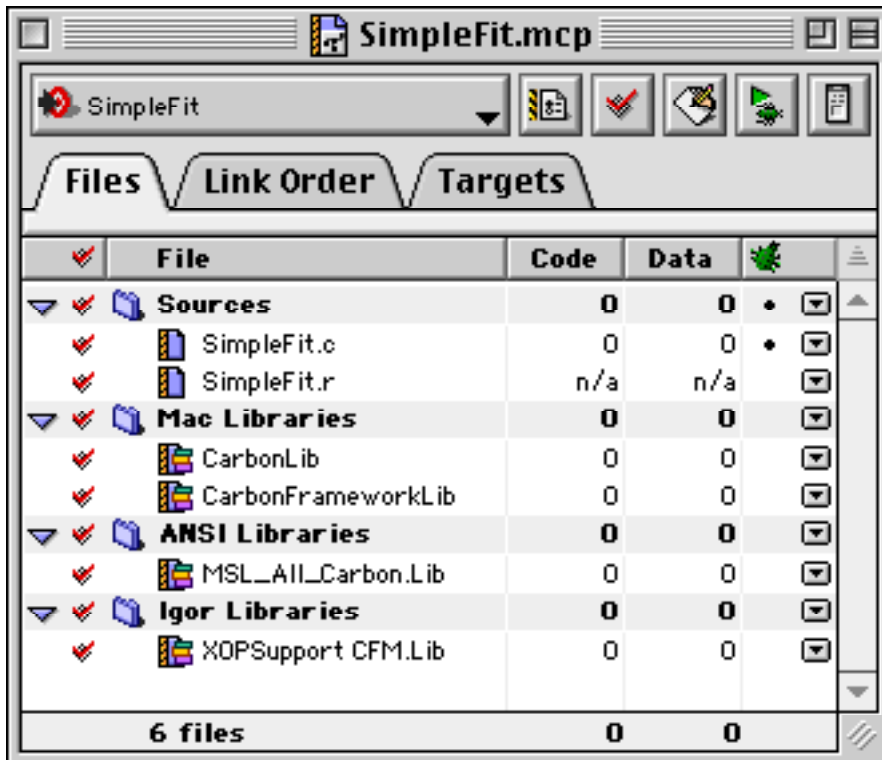 SimpleFit.mcp
SimpleFit
Files Link Order Targets
File Code Data
Sources 0 0 •
SimpleFit.c 0 0 •
SimpleFit.r n/a n/a
Mac Libraries 0 0
CarbonLib 0 0
CarbonFrameworkLib 0 0
ANSI Libraries 0 0
MSL_All_Carbon.Lib 0 0
Igor Libraries 0 0
XOPSupport CFM.Lib 0 0
6 files 0 0